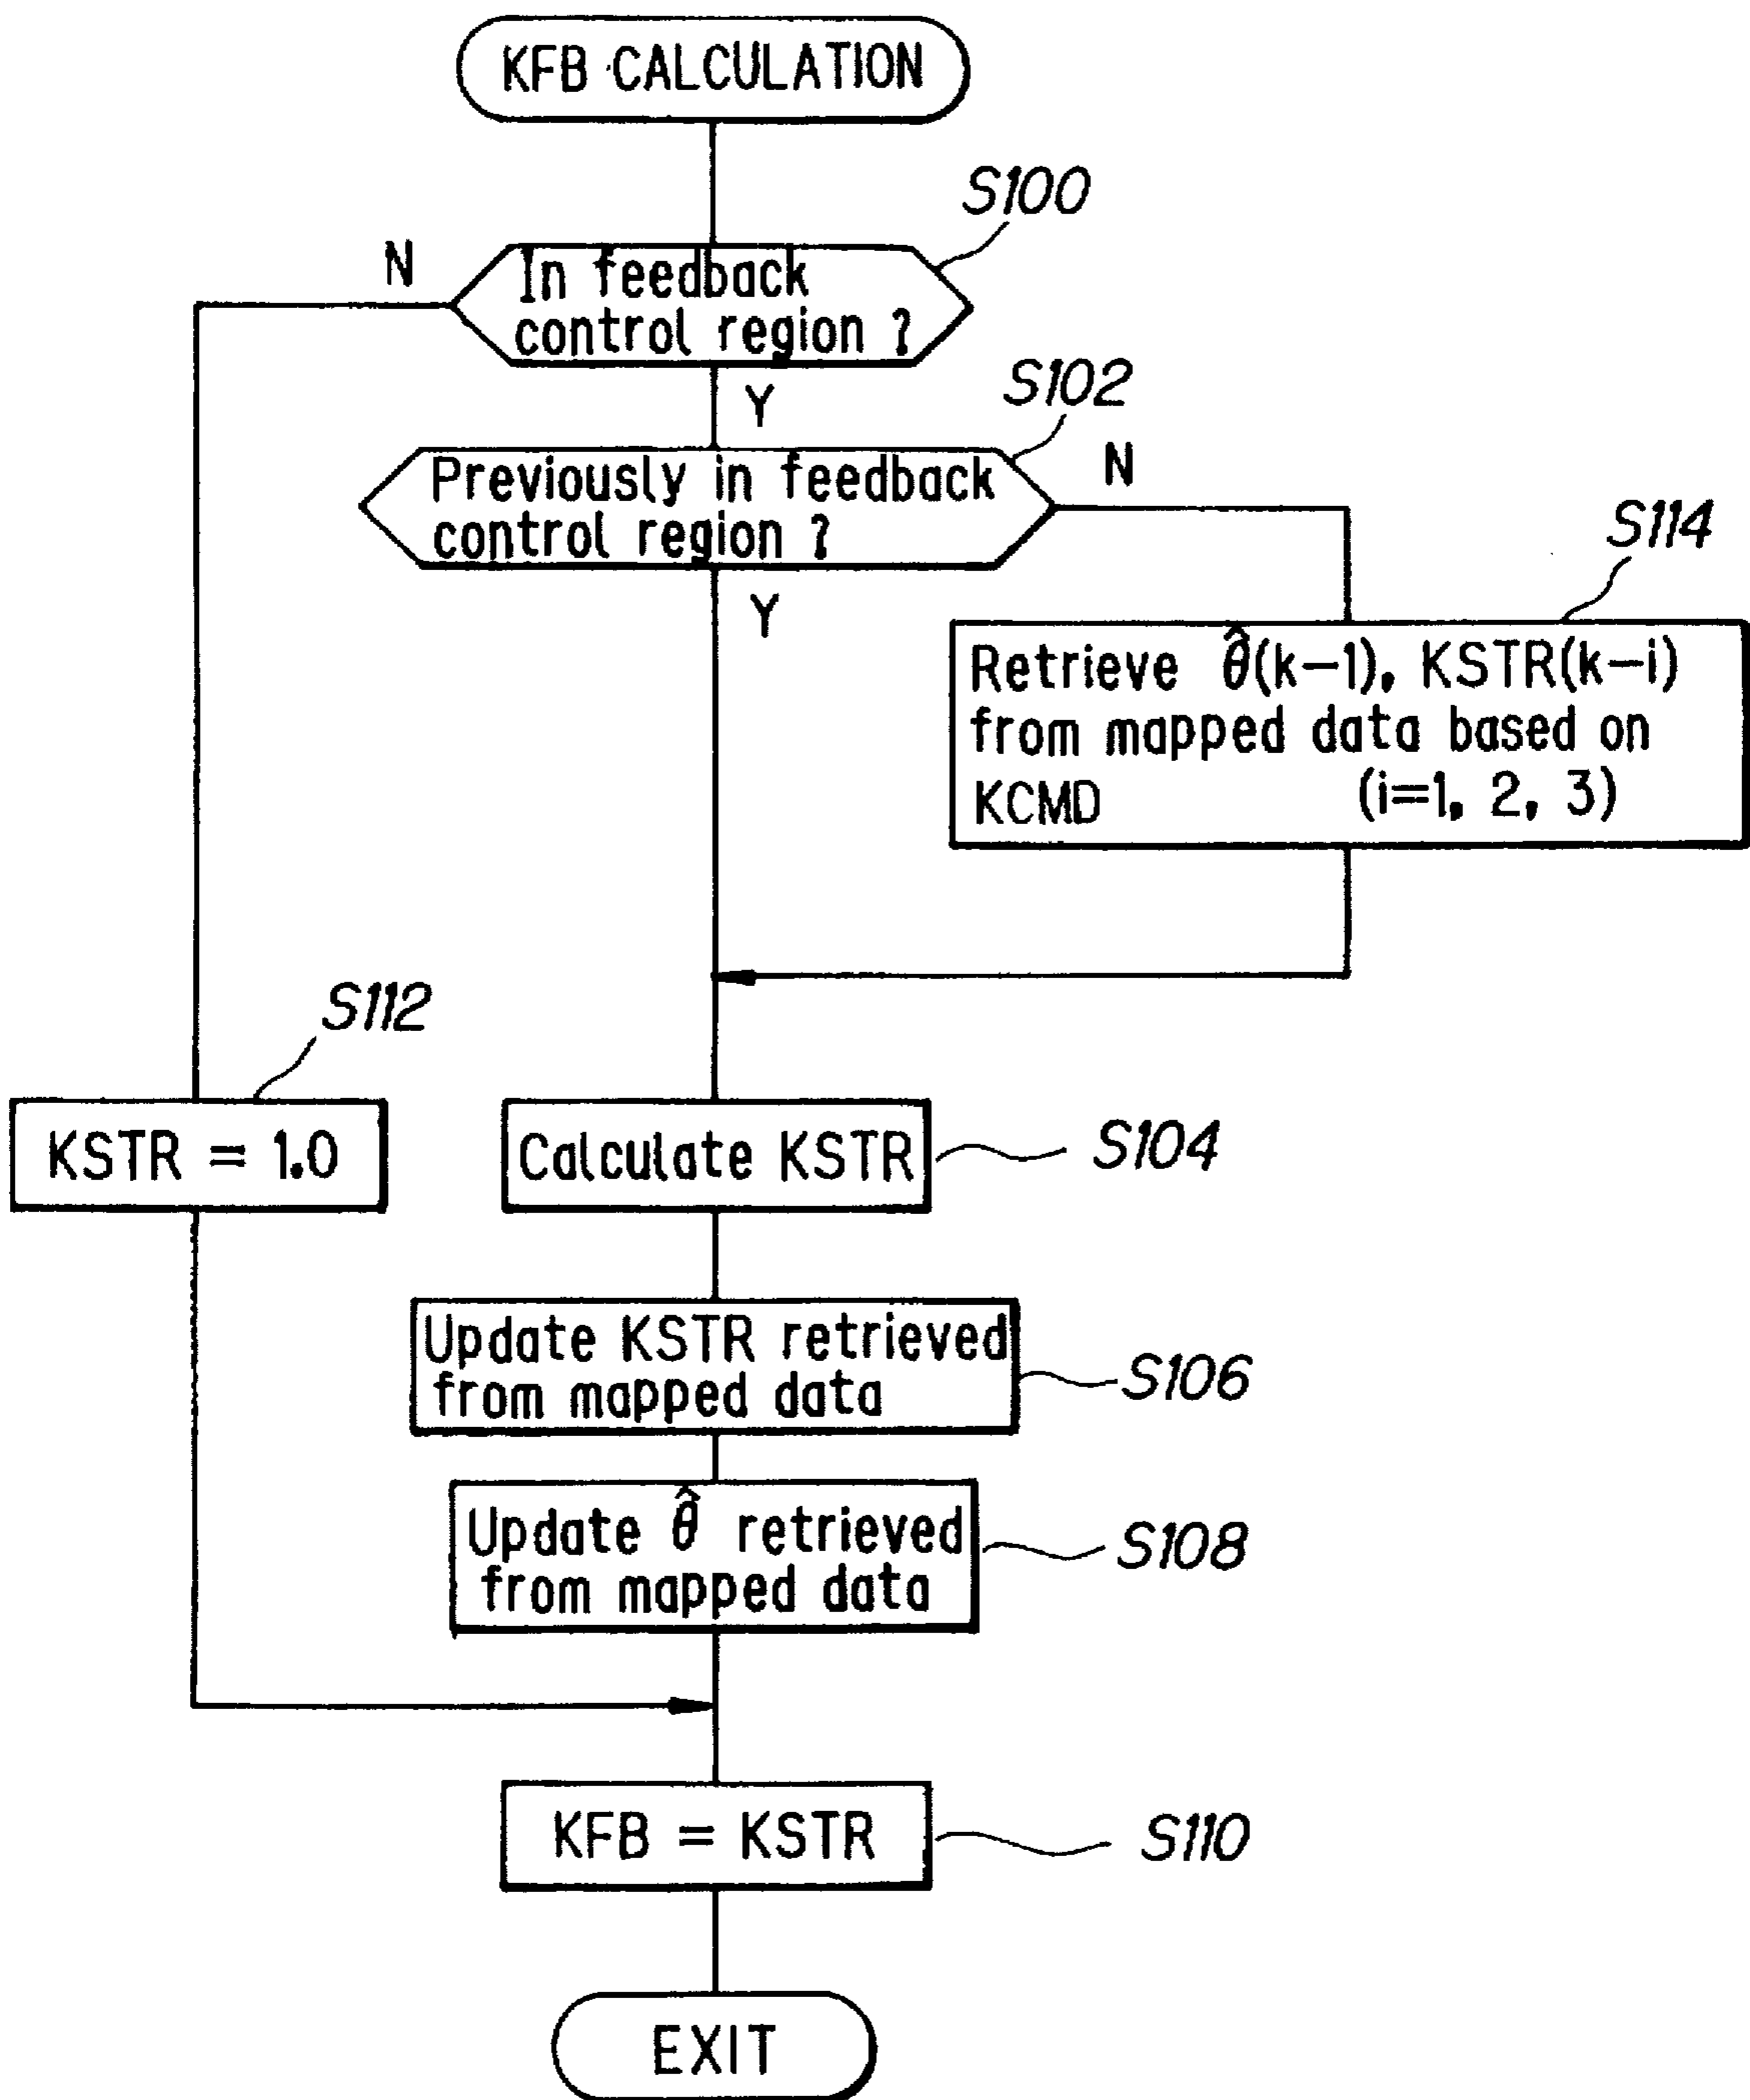 KFB CALCULATION
S100
N
In feedback
control region ?
Y
S102
Previously in feedback
control region ?
N
Y
S114
Retrieve θ̂(k−1), KSTR(k−i)
from mapped data based on
KCMD (i=1, 2, 3)
S112
KSTR = 1.0
Calculate KSTR
S104
Update KSTR retrieved
from mapped data
S106
Update θ̂ retrieved
from mapped data
S108
KFB = KSTR
S110
EXIT